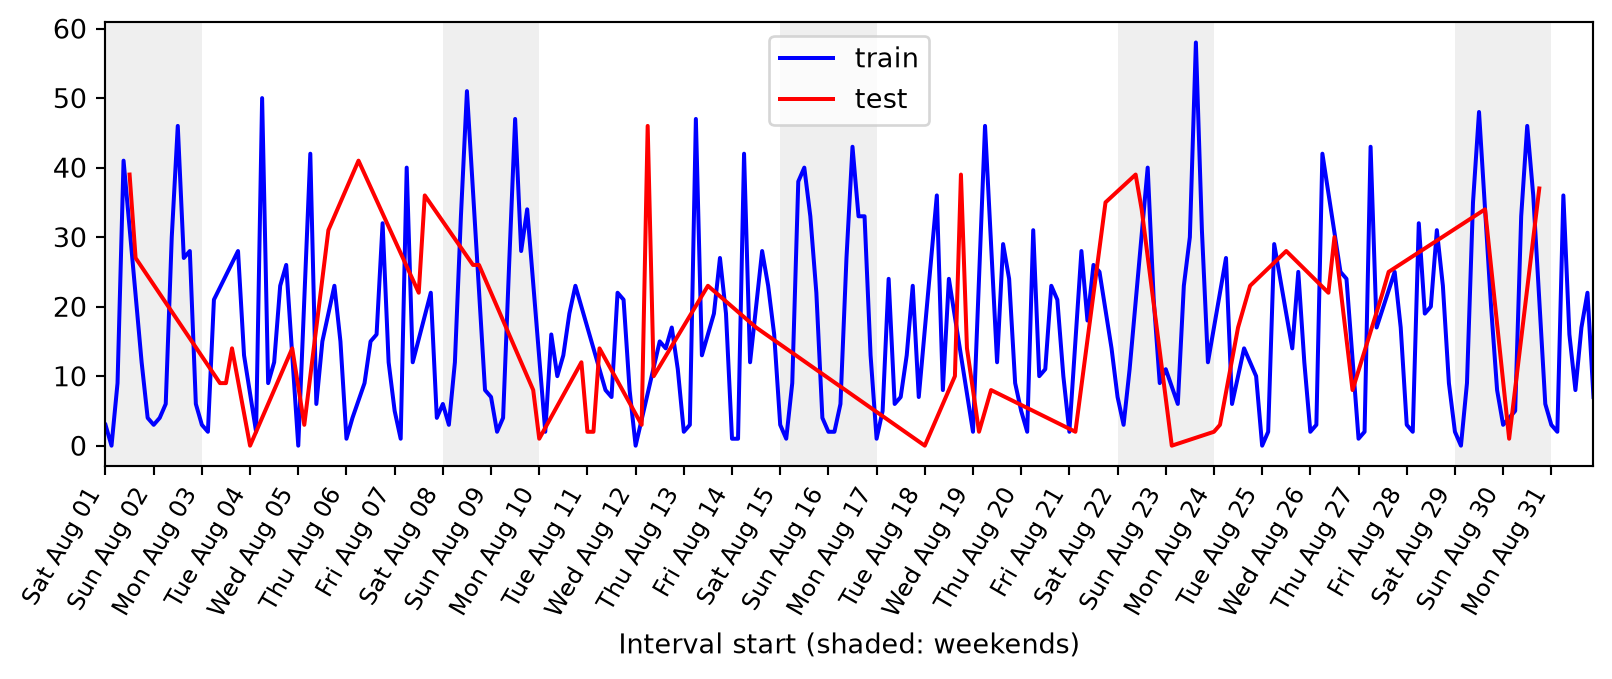 60
50
40
30
20
10
0
train
test
Sat Aug 01
Sun Aug 02
Mon Aug 03
Tue Aug 04
Wed Aug 05
Thu Aug 06
Fri Aug 07
Sat Aug 08
Sun Aug 09
Mon Aug 10
Tue Aug 11
Wed Aug 12
Thu Aug 13
Fri Aug 14
Sat Aug 15
Sun Aug 16
Mon Aug 17
Tue Aug 18
Wed Aug 19
Thu Aug 20
Fri Aug 21
Sat Aug 22
Sun Aug 23
Mon Aug 24
Tue Aug 25
Wed Aug 26
Thu Aug 27
Fri Aug 28
Sat Aug 29
Sun Aug 30
Mon Aug 31
Interval start (shaded: weekends)